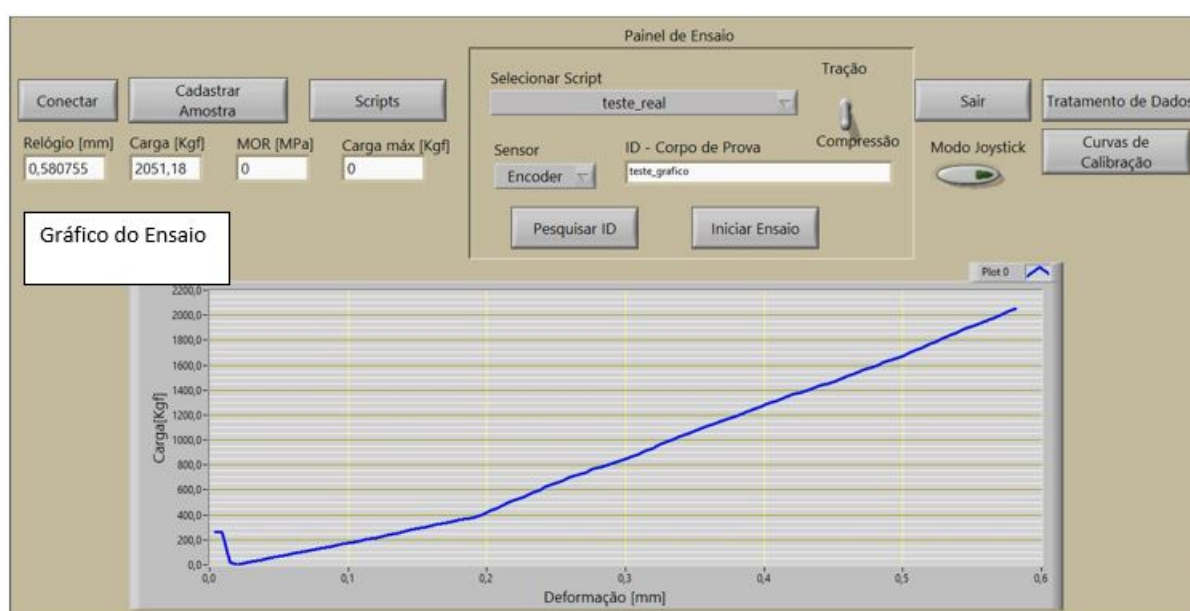 Painel de Ensaio
Conectar
Cadastrar
Amostra
Scripts
Selecionar Script
teste_real
Tração
Compressão
Sair
Tratamento de Dados
Relógio [mm]
0,580755
Carga [Kgf]
2051,18
MOR [MPa]
0
Carga máx [Kgf]
0
Sensor
Encoder
ID - Corpo de Prova
teste_grafico
Modo Joystick
Curvas de
Calibração
Pesquisar ID
Iniciar Ensaio
Gráfico do Ensaio
Plot 0
Carga[Kgf]
2200,0
2000,0
1800,0
1600,0
1400,0
1200,0
1000,0
800,0
600,0
400,0
200,0
0,0
0,0
0,1
0,2
0,3
0,4
0,5
0,6
Deformação [mm]